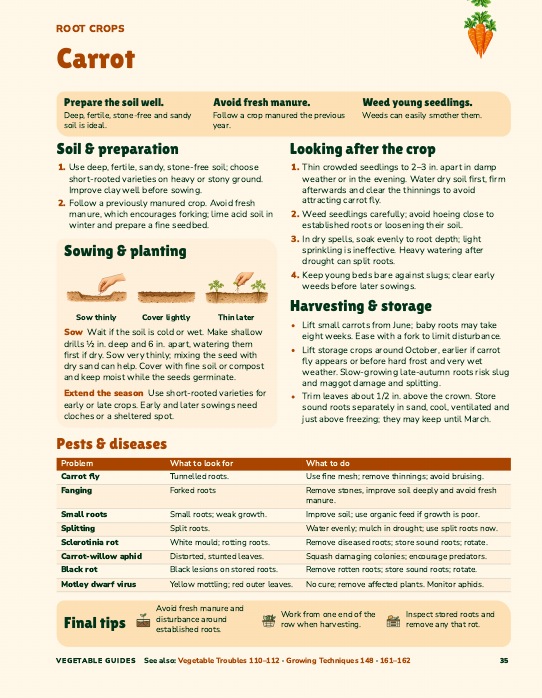 ROOT CROPS
Carrot
Prepare the soil well.
Deep, fertile, stone-free and sandy
soil is ideal.
Avoid fresh manure.
Follow a crop manured the previous
year.
Weed young seedlings.
Weeds can easily smother them.
Soil & preparation
1. Use deep, fertile, sandy, stone-free soil; choose
short-rooted varieties on heavy or stony ground.
Improve clay well before sowing.
2. Follow a previously manured crop. Avoid fresh
manure, which encourages forking; lime acid soil in
winter and prepare a fine seedbed.
Sowing & planting
Sow thinly
Cover lightly
Thin later
Sow Wait if the soil is cold or wet. Make shallow
drills ½ in. deep and 6 in. apart, watering them
first if dry. Sow very thinly; mixing the seed with
dry sand can help. Cover with fine soil or compost
and keep moist while the seeds germinate.
Extend the season Use short-rooted varieties for
early or late crops. Early and later sowings need
cloches or a sheltered spot.
Looking after the crop
1. Thin crowded seedlings to 2–3 in. apart in damp
weather or in the evening. Water dry soil first, firm
afterwards and clear the thinnings to avoid
attracting carrot fly.
2. Weed seedlings carefully; avoid hoeing close to
established roots or loosening their soil.
3. In dry spells, soak evenly to root depth; light
sprinkling is ineffective. Heavy watering after
drought can split roots.
4. Keep young beds bare against slugs; clear early
weeds before later sowings.
Harvesting & storage
• Lift small carrots from June; baby roots may take
eight weeks. Ease with a fork to limit disturbance.
• Lift storage crops around October, earlier if carrot
fly appears or before hard frost and very wet
weather. Slow-growing late-autumn roots risk slug
and maggot damage and splitting.
• Trim leaves about 1/2 in. above the crown. Store
sound roots separately in sand, cool, ventilated and
just above freezing; they may keep until March.
Pests & diseases
Problem What to look for What to do
Carrot fly Tunnelled roots. Use fine mesh; remove thinnings; avoid bruising.
Fanging Forked roots Remove stones, improve soil deeply and avoid fresh
manure.
Small roots Small roots; weak growth. Improve soil; use organic feed if growth is poor.
Splitting Split roots. Water evenly; mulch in drought; use split roots now.
Sclerotinia rot White mould; rotting roots. Remove diseased roots; store sound roots; rotate.
Carrot-willow aphid Distorted, stunted leaves. Squash damaging colonies; encourage predators.
Black rot Black lesions on stored roots. Remove rotten roots; store sound roots; rotate.
Motley dwarf virus Yellow mottling; red outer leaves. No cure; remove affected plants. Monitor aphids.
Final tips
Avoid fresh manure and
disturbance around
established roots.
Work from one end of the
row when harvesting.
Inspect stored roots and
remove any that rot.
VEGETABLE GUIDES See also: Vegetable Troubles 110–112 • Growing Techniques 148 • 161–162 35